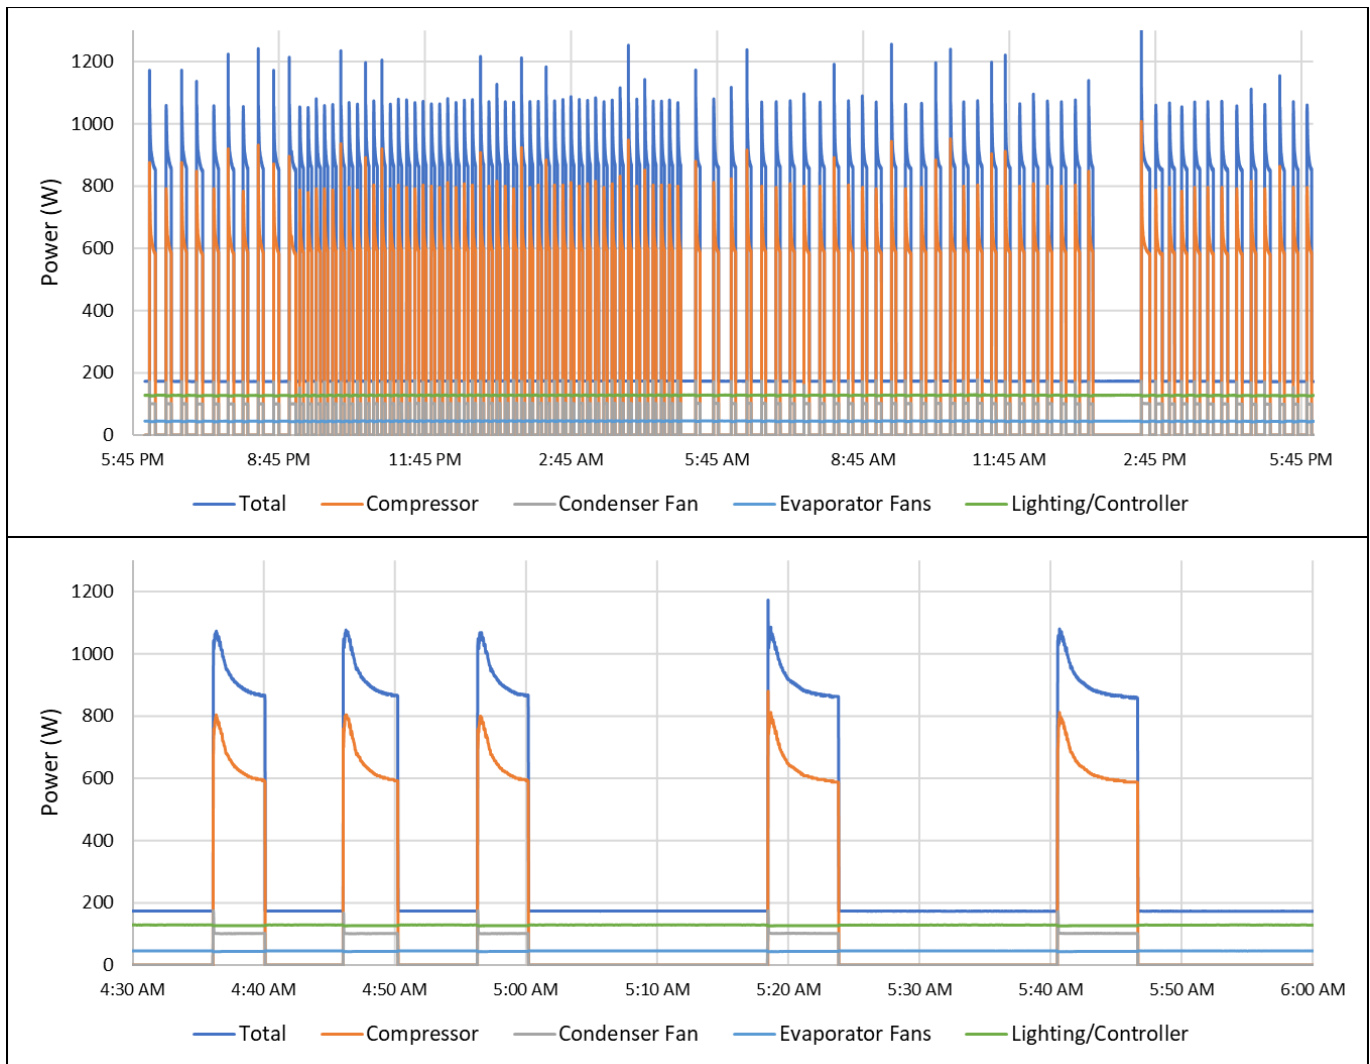 1200
1000
800
600
400
200
0
Power (W)
5:45 PM 8:45 PM 11:45 PM 2:45 AM 5:45 AM 8:45 AM 11:45 AM 2:45 PM 5:45 PM
Total Compressor Condenser Fan Evaporator Fans Lighting/Controller
1200
1000
800
600
400
200
0
Power (W)
4:30 AM 4:40 AM 4:50 AM 5:00 AM 5:10 AM 5:20 AM 5:30 AM 5:40 AM 5:50 AM 6:00 AM
Total Compressor Condenser Fan Evaporator Fans Lighting/Controller